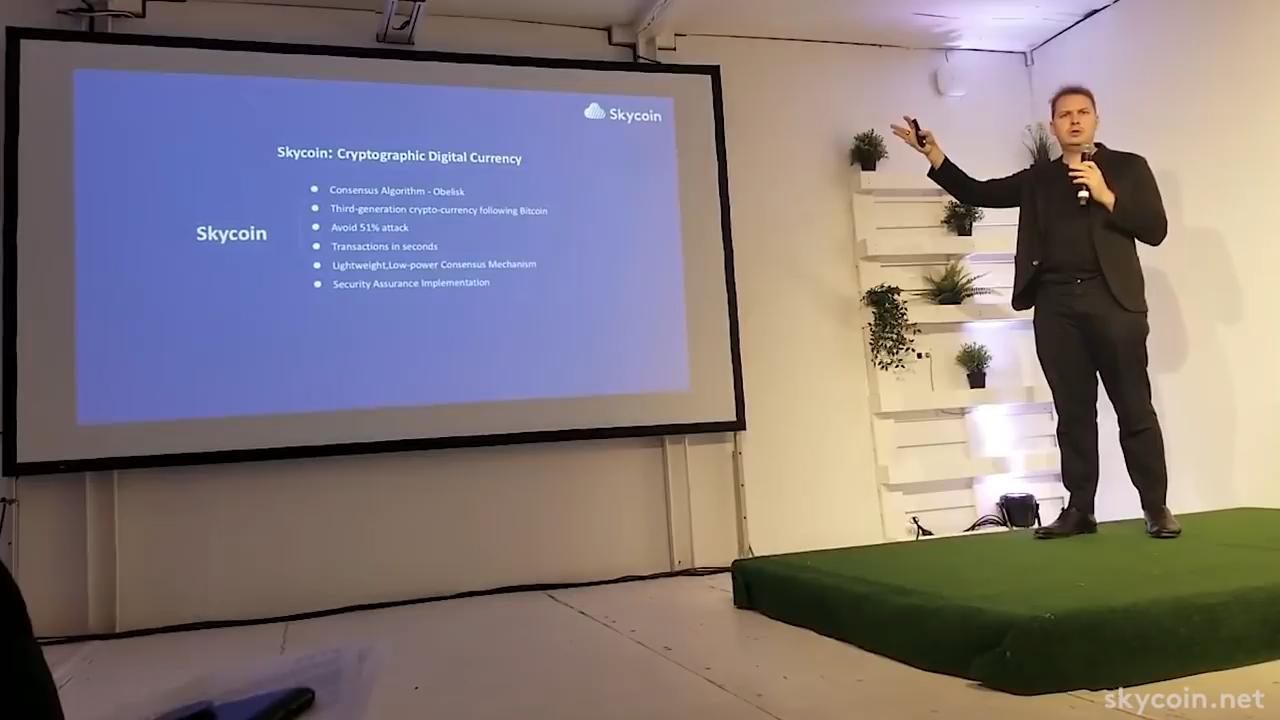 Skycoin
Skycoin: Cryptographic Digital Currency
Skycoin
Consensus Algorithm - Obelisk
Third-generation crypto-currency following Bitcoin
Avoid 51% attack
Transactions in seconds
Lightweight,Low-power Consensus Mechanism
Security Assurance Implementation
skycoin.net